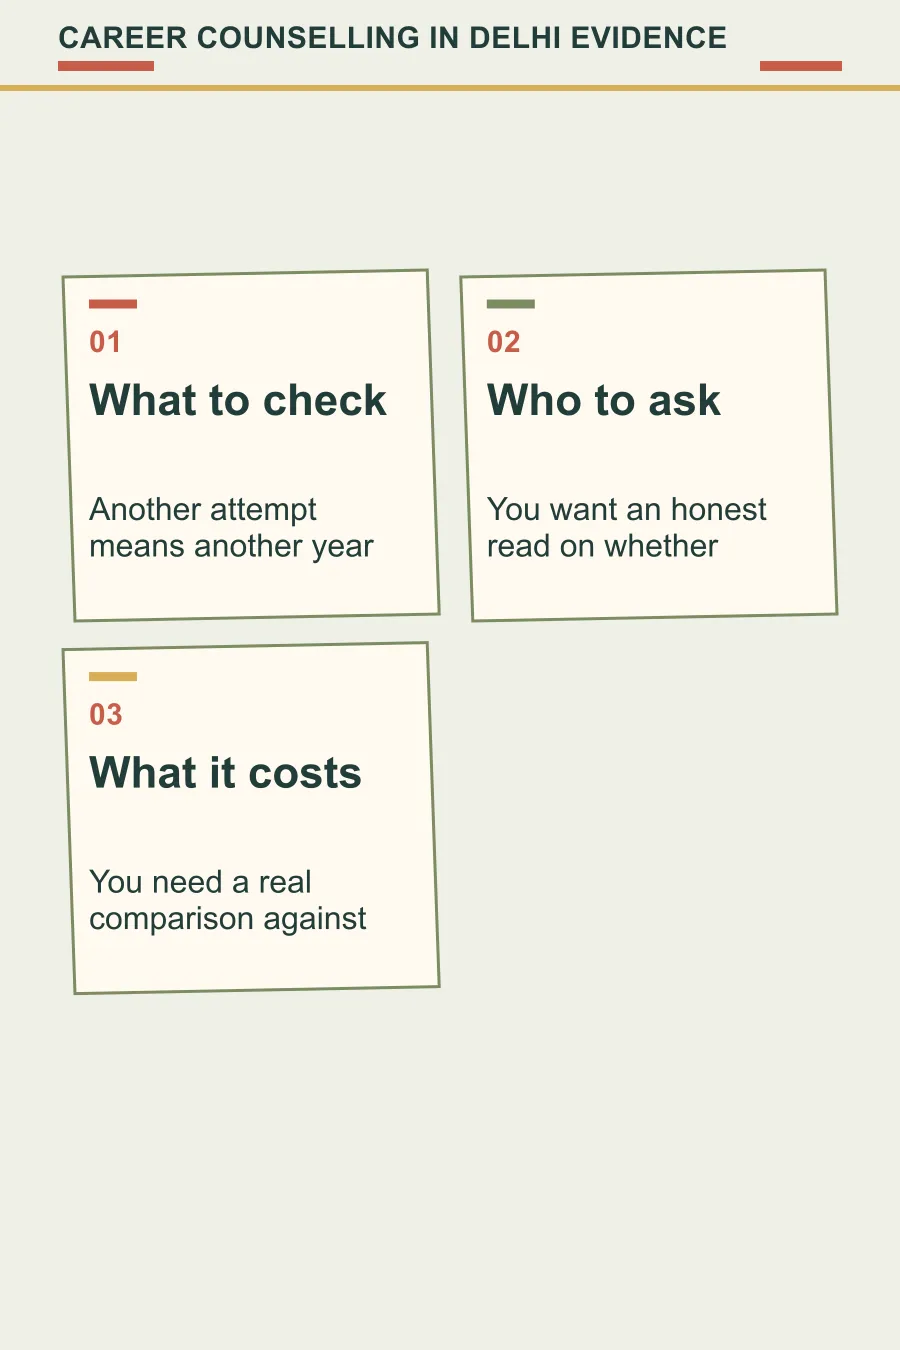 CAREER COUNSELLING IN DELHI EVIDENCE
01
What to check
Another attempt
means another year
02
Who to ask
You want an honest
read on whether
03
What it costs
You need a real
comparison against